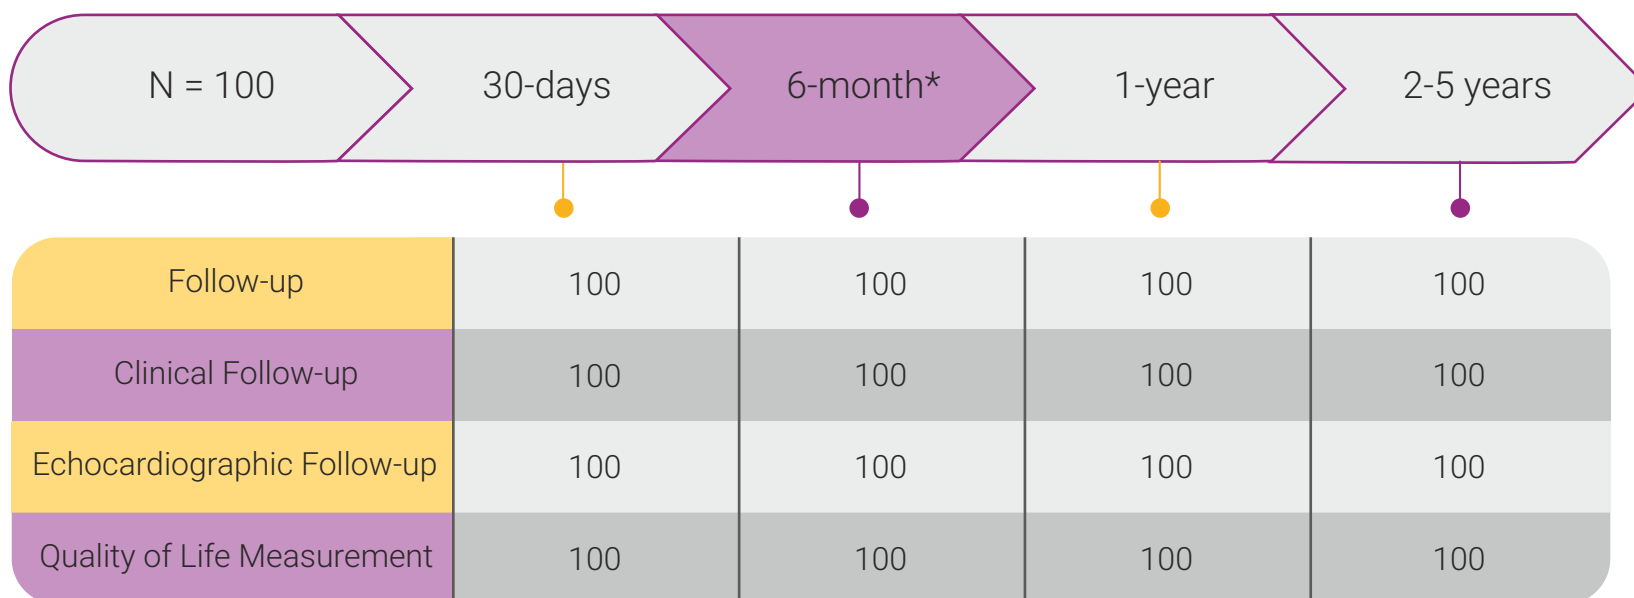 N = 100 30-days 6-month* 1-year 2-5 years
Follow-up 100 100 100 100
Clinical Follow-up 100 100 100 100
Echocardiographic Follow-up 100 100 100 100
Quality of Life Measurement 100 100 100 100